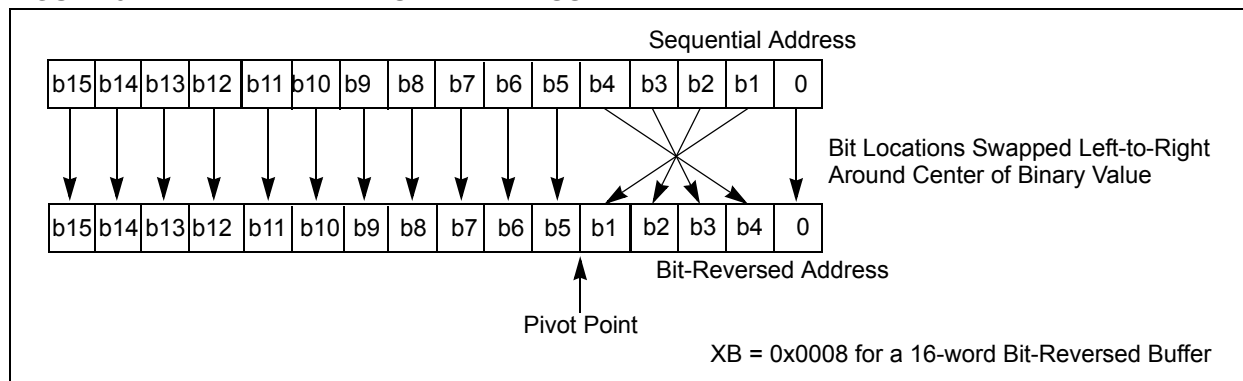 Sequential Address
b15 b14 b13 b12 b11 b10 b9 b8 b7 b6 b5 b4 b3 b2 b1 0
Bit Locations Swapped Left-to-Right
Around Center of Binary Value
b15 b14 b13 b12 b11 b10 b9 b8 b7 b6 b5 b1 b2 b3 b4 0
Bit-Reversed Address
Pivot Point
XB = 0x0008 for a 16-word Bit-Reversed Buffer